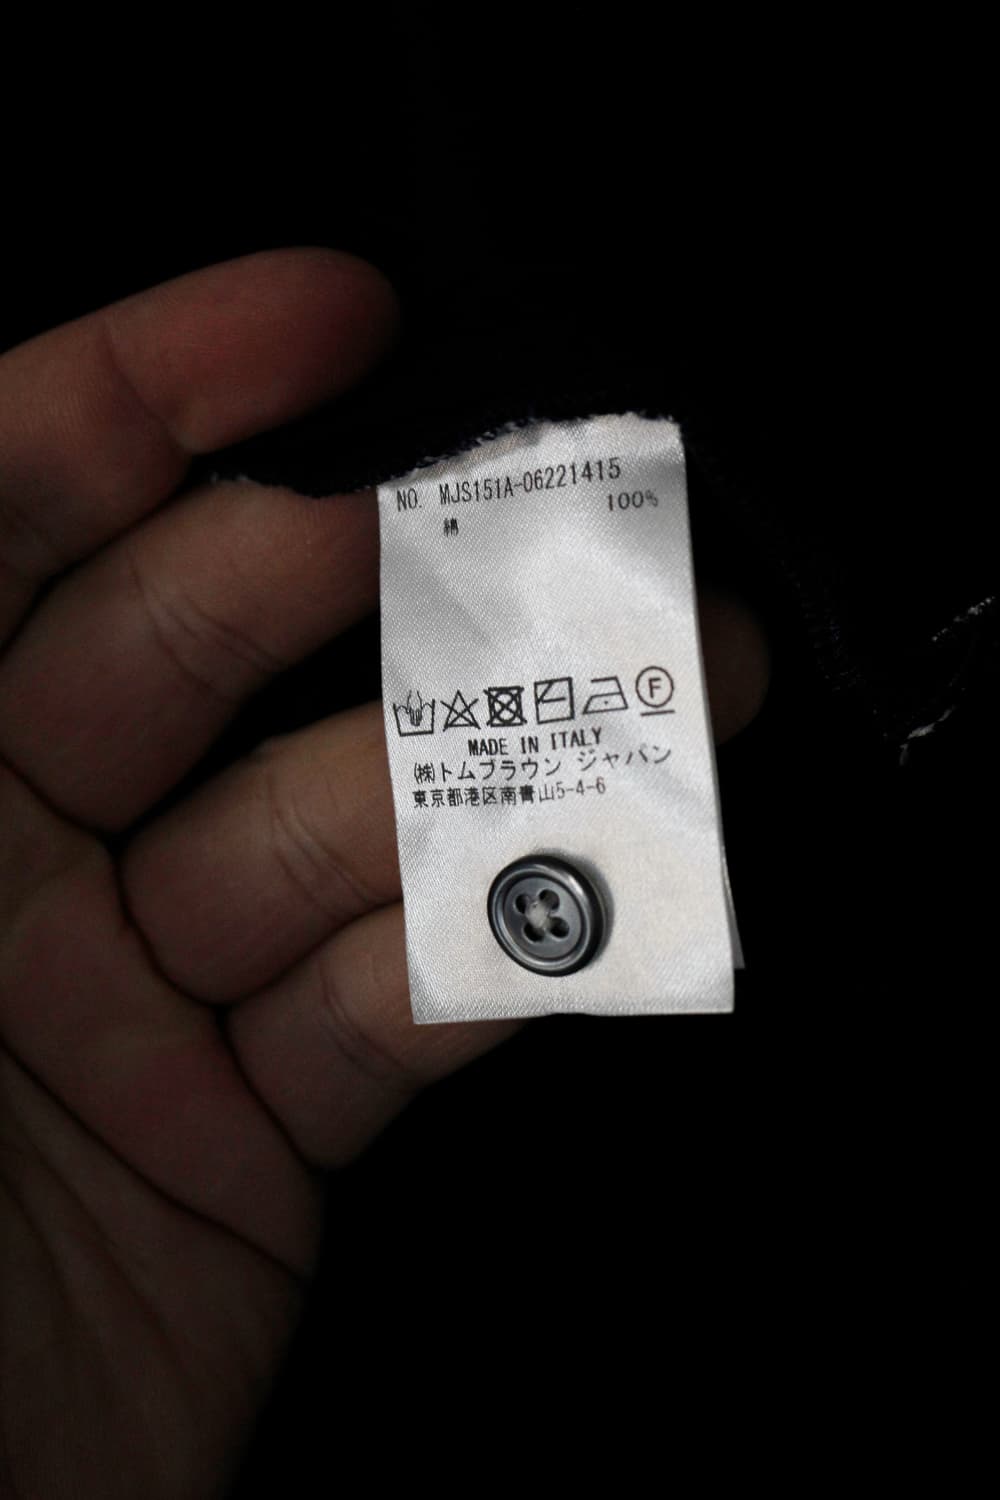 NO. MJS151A-06221415
綿 100%
F
MADE IN ITALY
㈱トムブラウン ジャパン
東京都港区南青山5-4-6